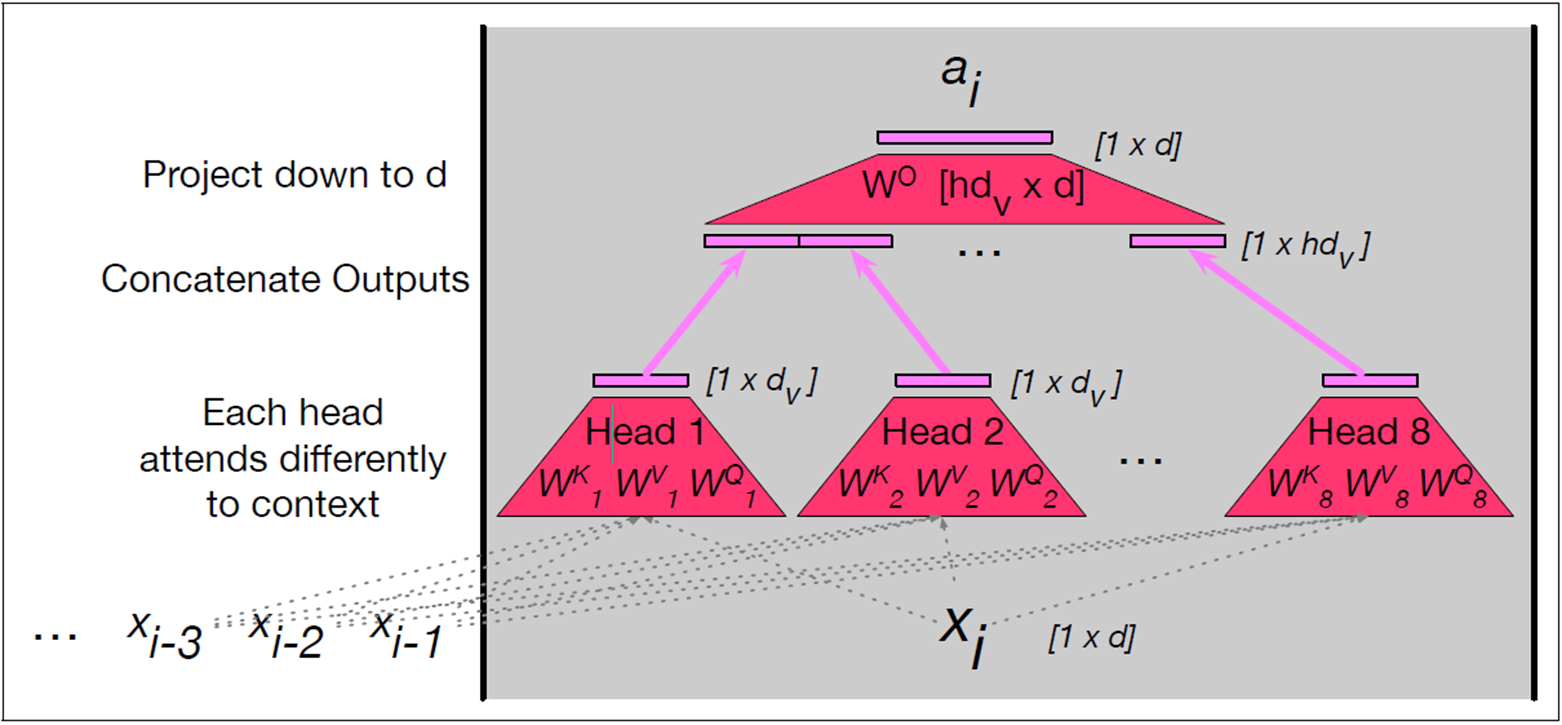 a_i
[1 x d]
Project down to d
W^O [hd_v x d]
... [1 x hd_v]
Concatenate Outputs
[1 x d_v] [1 x d_v]
Each head
attends differently
to context
Head 1 Head 2 ... Head 8
W^K_1 W^V_1 W^Q_1 W^K_2 W^V_2 W^Q_2 W^K_8 W^V_8 W^Q_8
... x_i-3 x_i-2 x_i-1 x_i [1 x d]